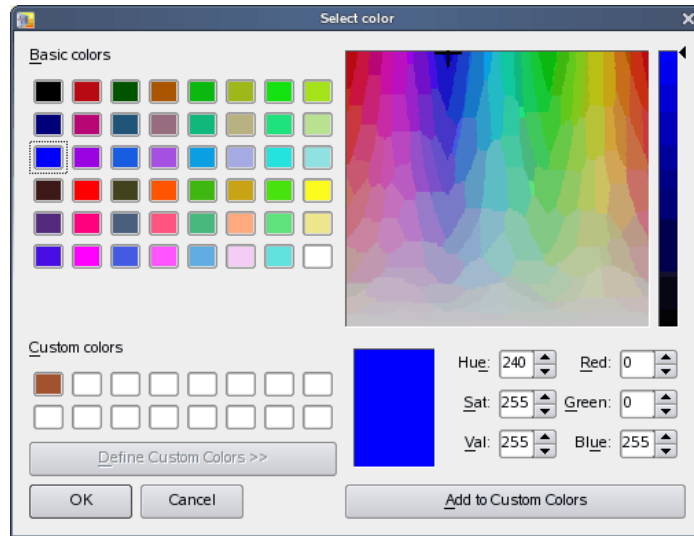 Select color
Basic colors
Custom colors
Define Custom Colors >>
OK
Cancel
Hue: 240
Red: 0
Sat: 255
Green: 0
Val: 255
Blue: 255
Add to Custom Colors